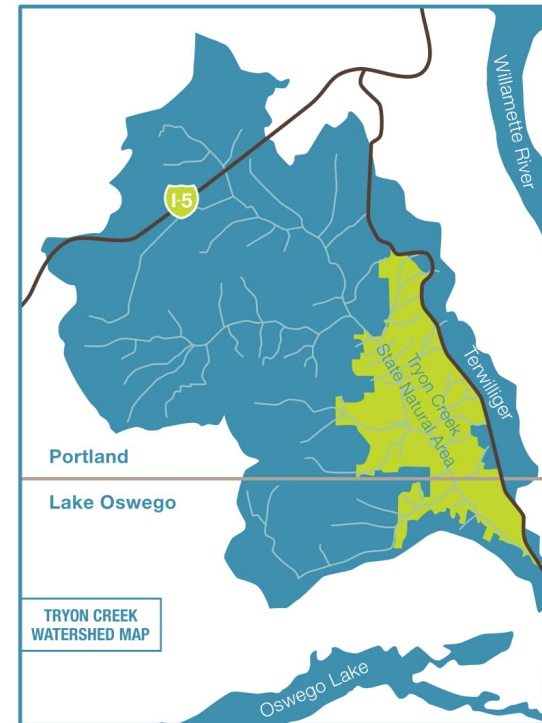 Willamette River
I-5
Tryon Creek
State Natural Area
Terwilliger
Portland
Lake Oswego
TRYON CREEK
WATERSHED MAP
Oswego Lake